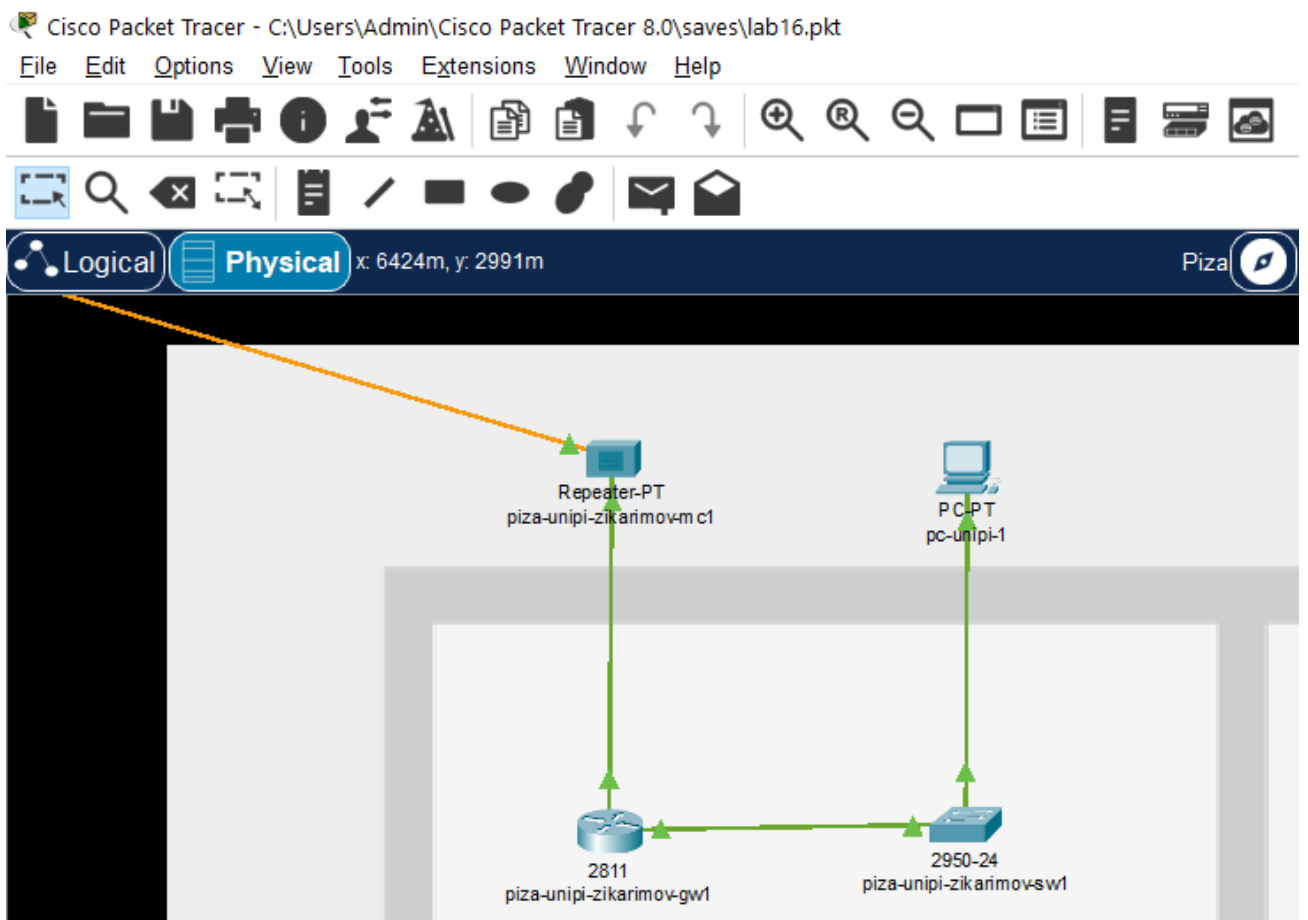 Cisco Packet Tracer - C:\Users\Admin\Cisco Packet Tracer 8.0\saves\lab16.pkt
File Edit Options View Tools Extensions Window Help
Logical Physical x: 6424m, y: 2991m Piza
Repeater-PT
piza-unipi-zikarimov-mc1
PC-PT
pc-unipi-1
2811
piza-unipi-zikarimov-gw1
2950-24
piza-unipi-zikarimov-sw1